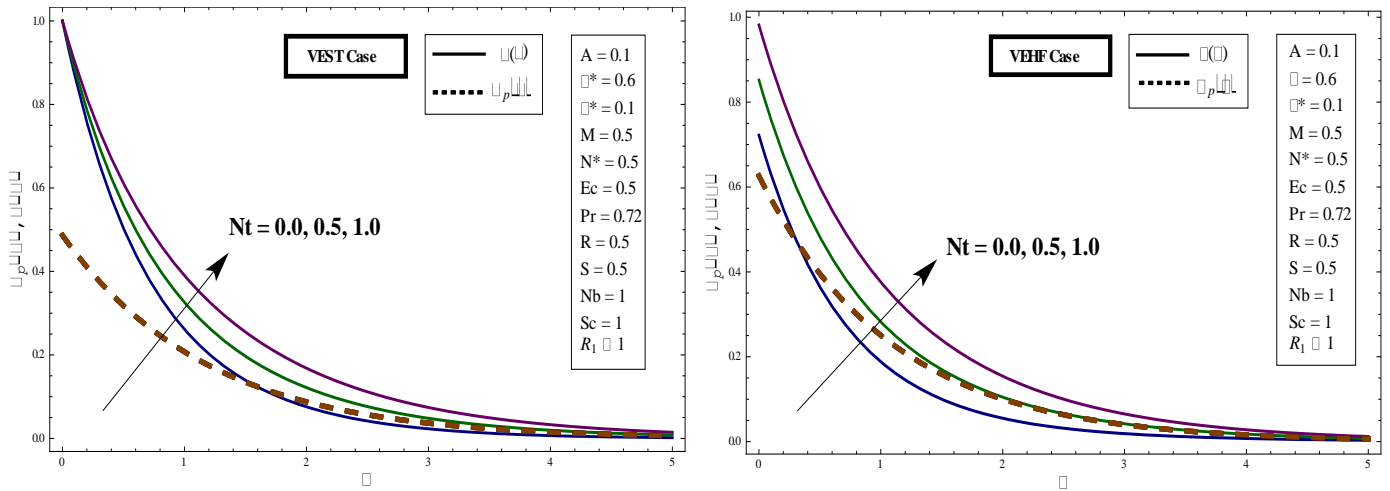 VEST Case
A = 0.1
* = 0.6
* = 0.1
M = 0.5
N* = 0.5
Ec = 0.5
Pr = 0.72
R = 0.5
S = 0.5
Nb = 1
Sc = 1
R₁ □ 1
Nt = 0.0, 0.5, 1.0
1.0
0.8
0.6
0.4
0.2
0.0
0
1
2
3
4
5
VEHF Case
A = 0.1
□ = 0.6
□* = 0.1
M = 0.5
N* = 0.5
Ec = 0.5
Pr = 0.72
R = 0.5
S = 0.5
Nb = 1
Sc = 1
R₁ □ 1
Nt = 0.0, 0.5, 1.0
1.0
0.8
0.6
0.4
0.2
0.0
0
1
2
3
4
5